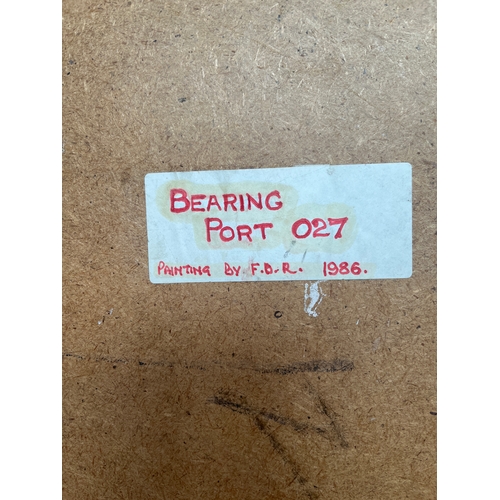 BEARING
PORT 027
PAINTING BY F.D.R. 1986.